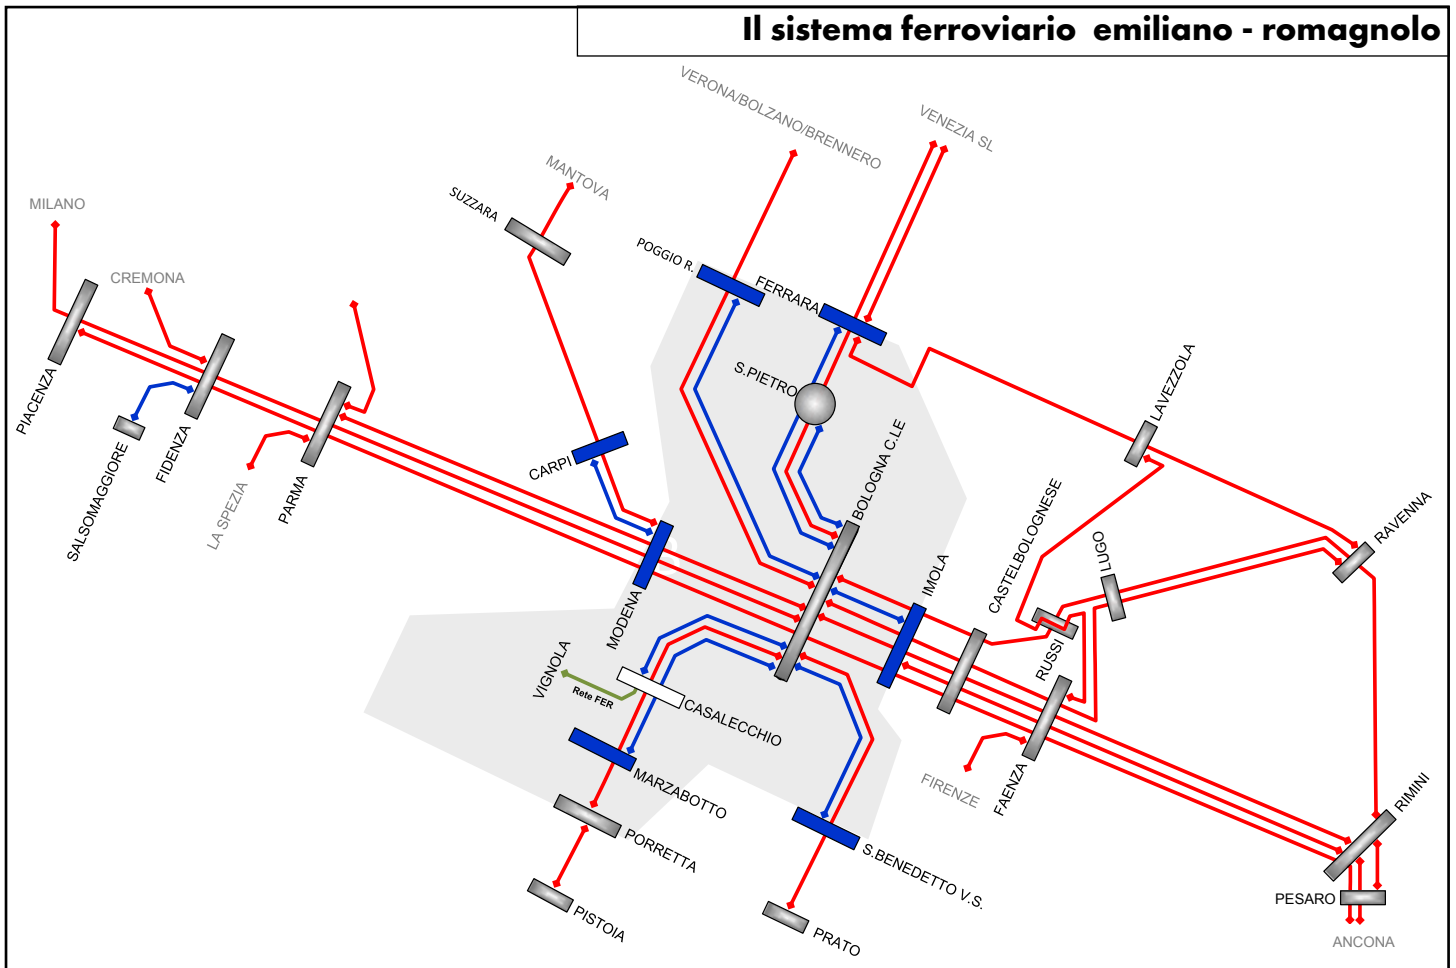 Il sistema ferroviario emiliano - romagnolo
VERONA/BOLZANO/BRENNERO
VENEZIA SL
MANTOVA
SUZZARA
MILANO
CREMONA
POGGIO R.
FERRARA
S.PIETRO
LAVEZZOLA
PIACENZA
SALSOMAGGIORE
FIDENZA
LA SPEZIA
PARMA
CARPI
BOLOGNA C.LE
CASTELBOLOGNESE
LUGO
RAVENNA
IMOLA
MODENA
RUSSI
VIGNOLA
Rete FER
CASALECCHIO
MARZABOTTO
FIRENZE
FAENZA
RIMINI
PORRETTA
S.BENEDETTO V.S.
PISTOIA
PRATO
PESARO
ANCONA